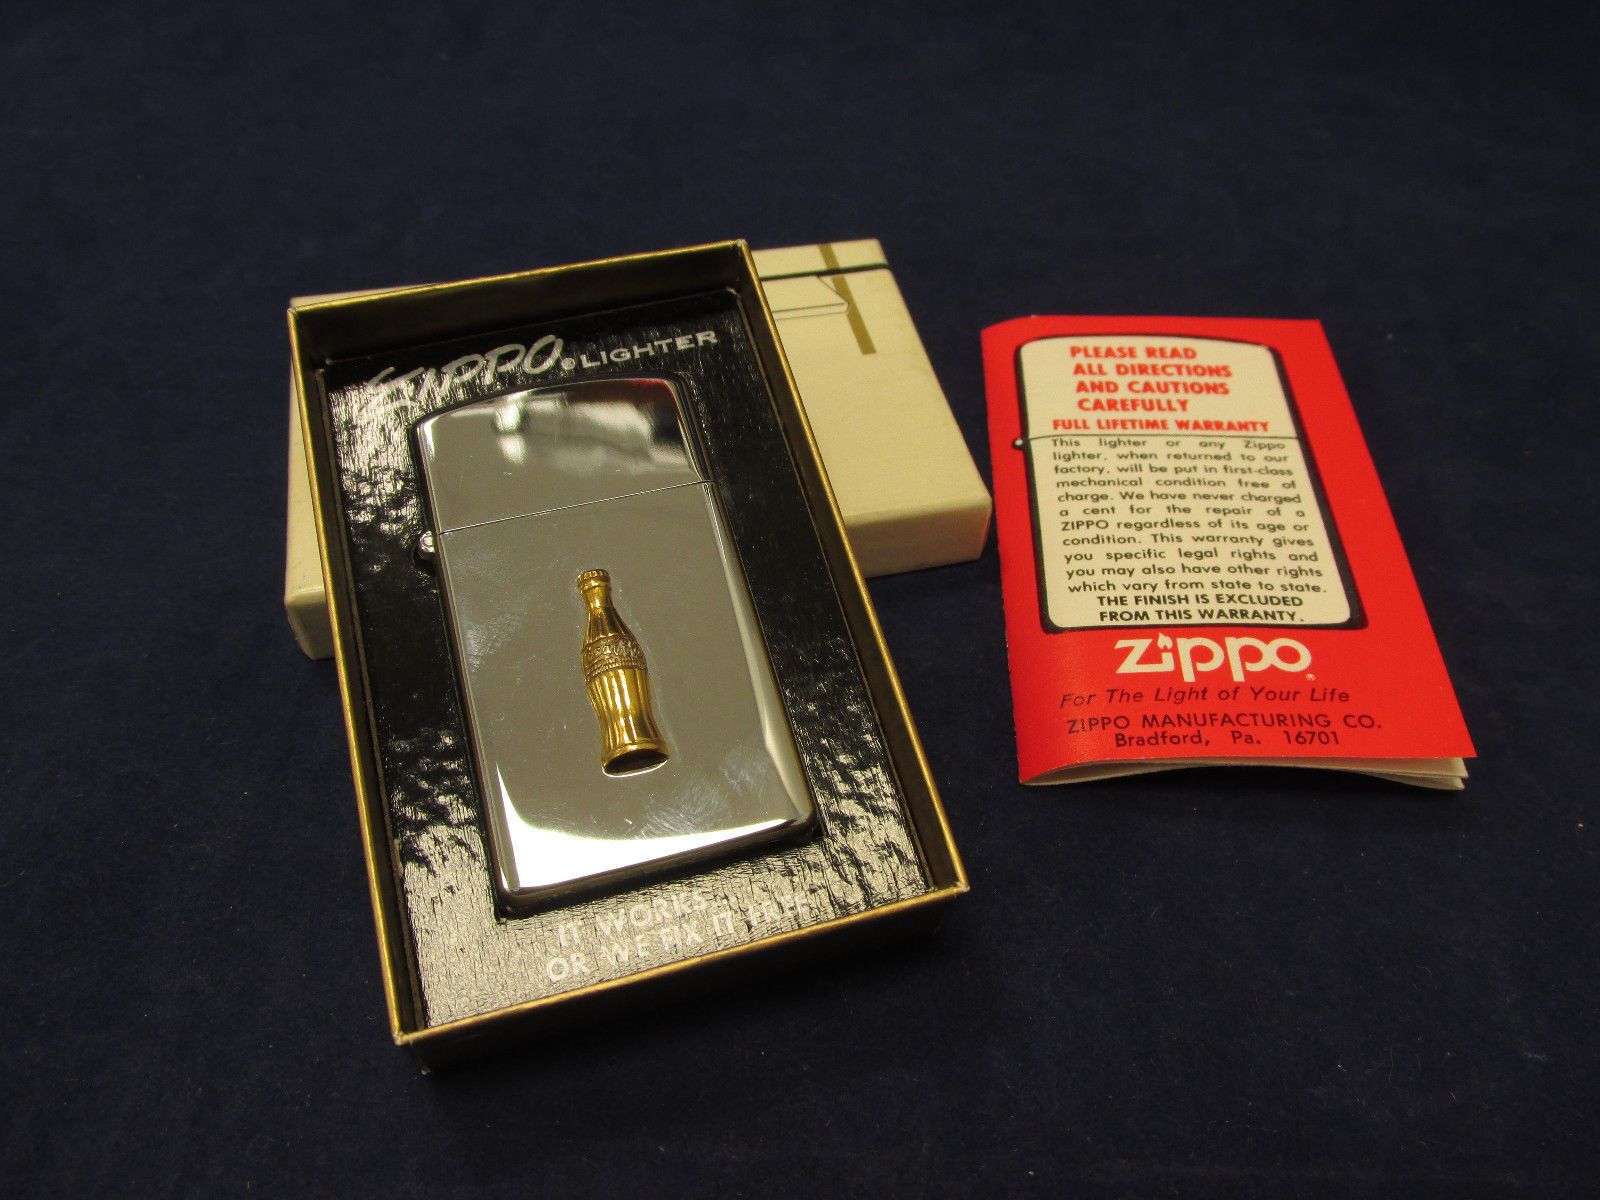 ZIPPO® LIGHTER
IT WORKS
OR WE FIX IT FREE
PLEASE READ
ALL DIRECTIONS
AND CAUTIONS
CAREFULLY
FULL LIFETIME WARRANTY
This lighter or any Zippo
lighter, when returned to our
factory, will be put in first-class
mechanical condition free of
charge. We have never charged
a cent for the repair of a
ZIPPO regardless of its age or
condition. This warranty gives
you specific legal rights and
you may also have other rights
which vary from state to state.
THE FINISH IS EXCLUDED
FROM THIS WARRANTY.
zippo®
For The Light of Your Life
ZIPPO MANUFACTURING CO.
Bradford, Pa. 16701